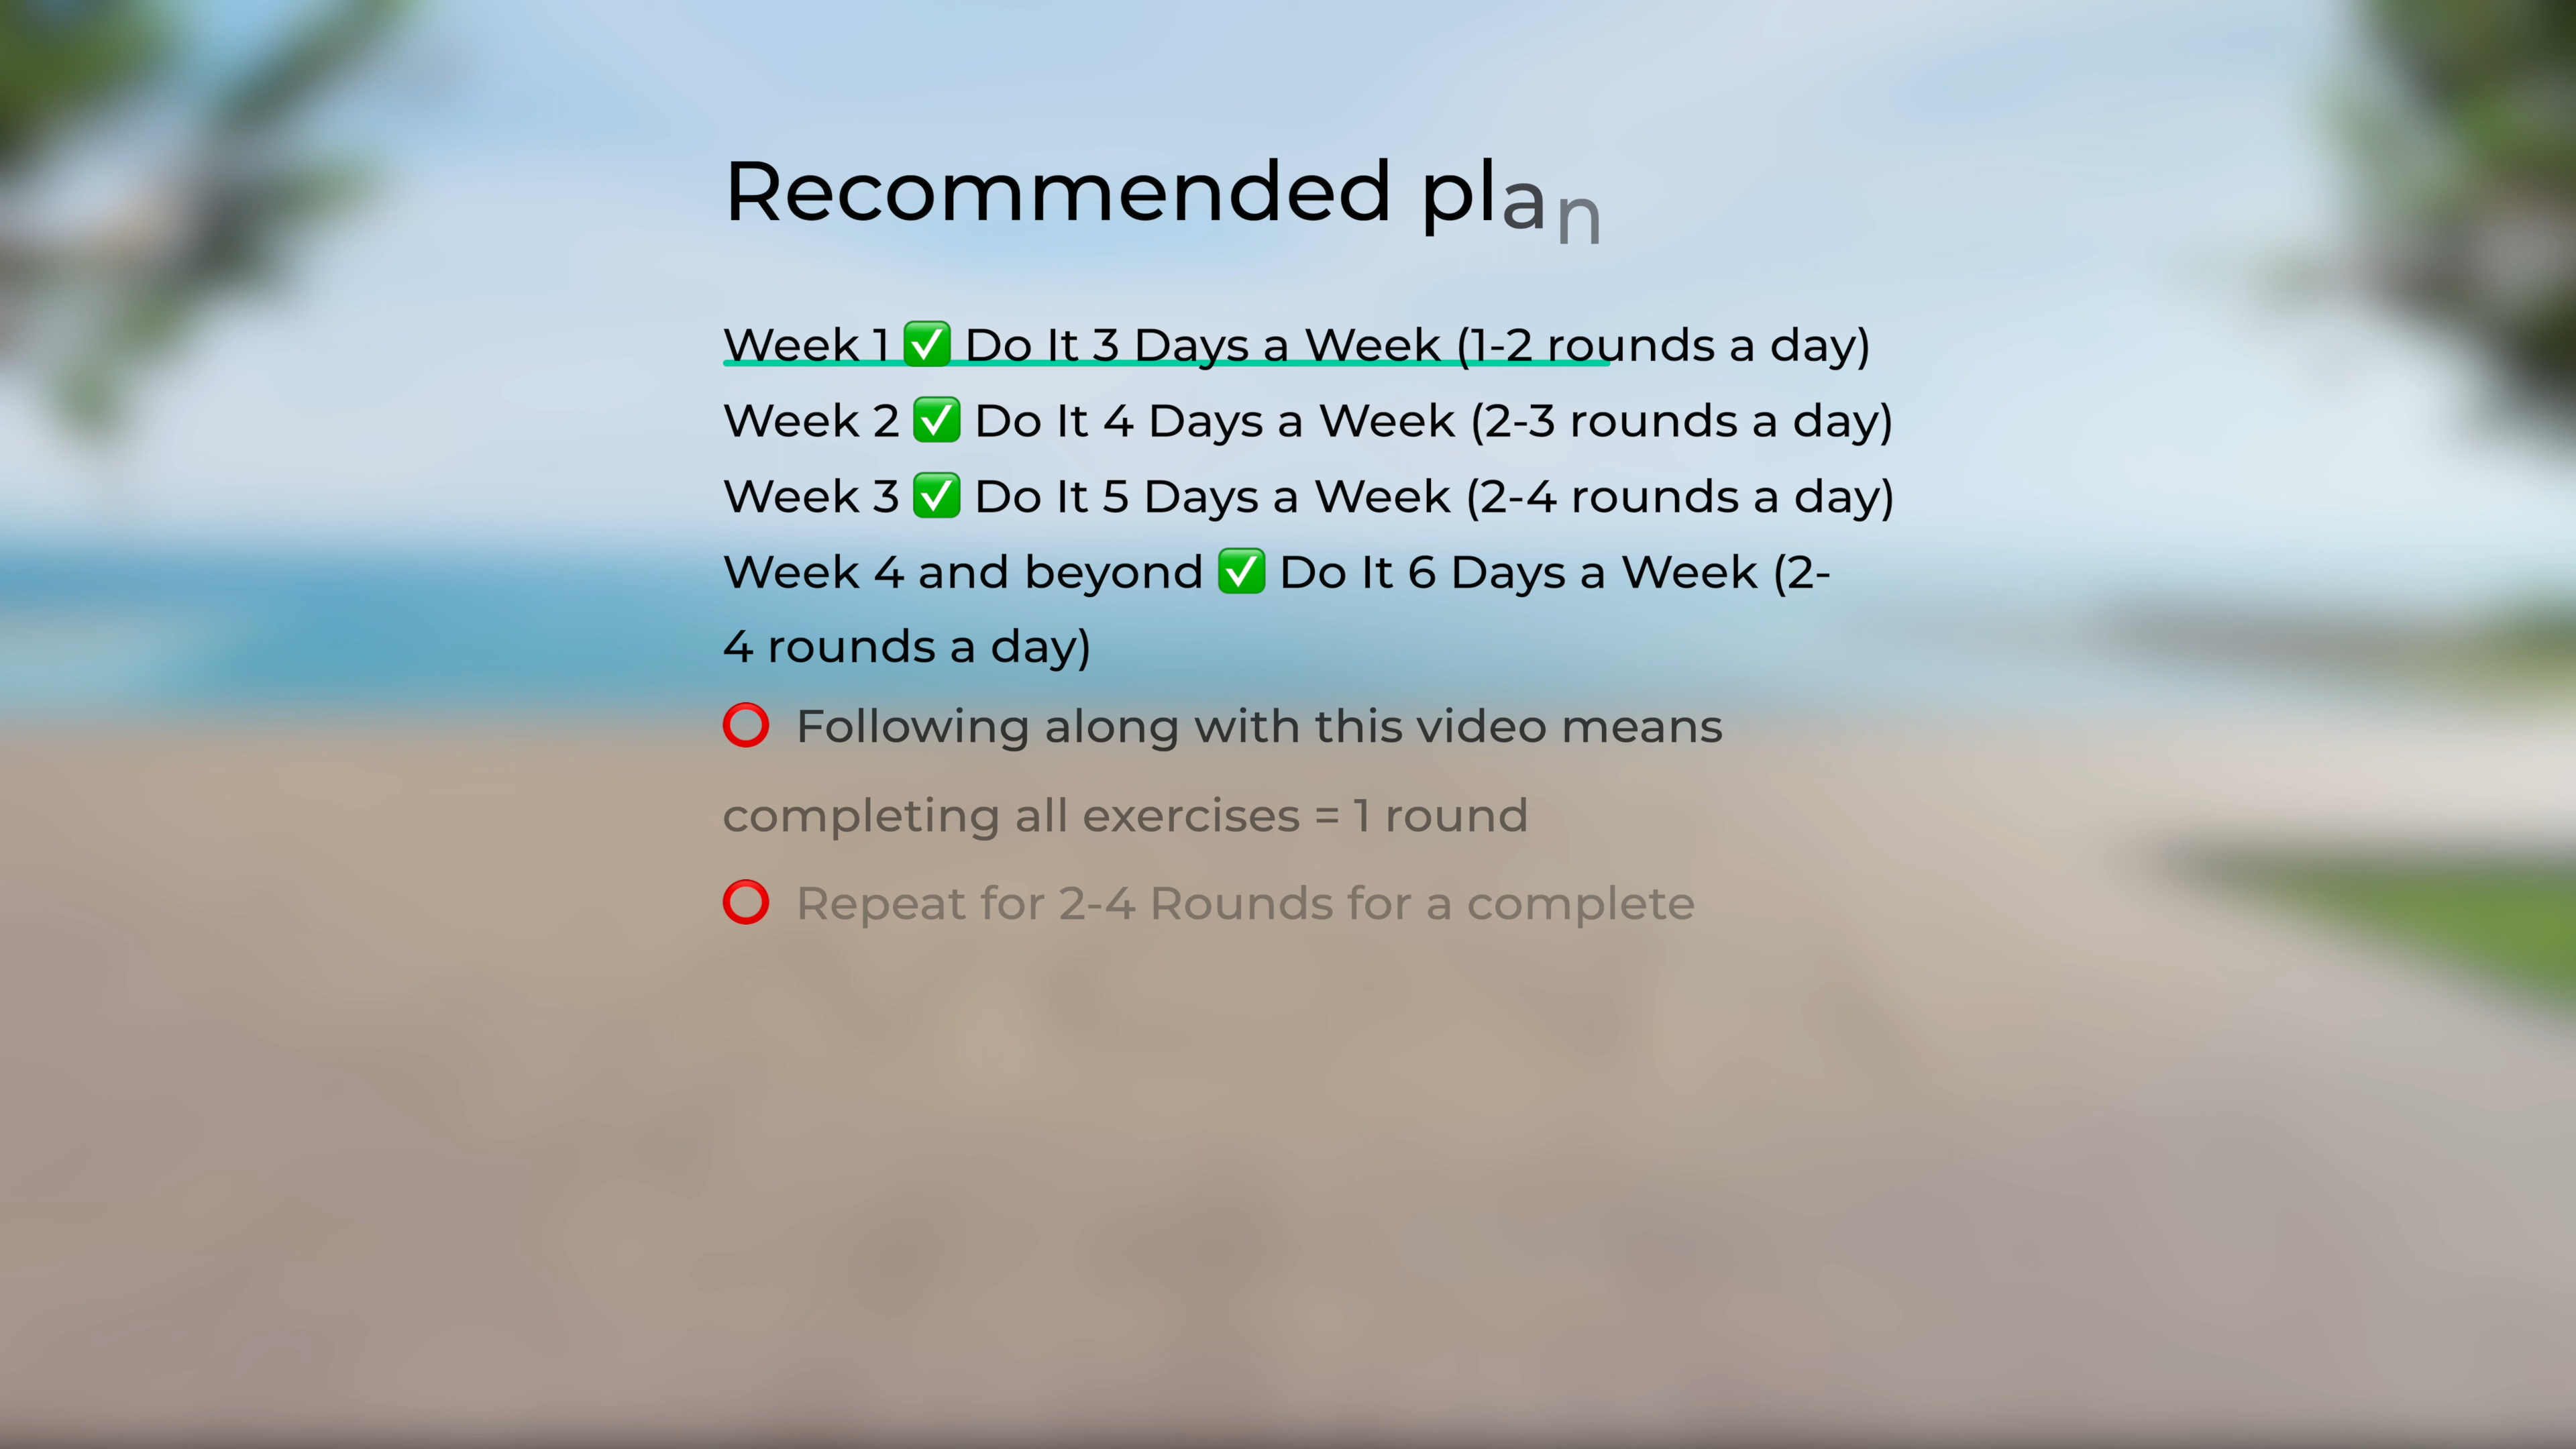 Recommended plan
Week 1 ✅ Do It 3 Days a Week (1-2 rounds a day)
Week 2 ✅ Do It 4 Days a Week (2-3 rounds a day)
Week 3 ✅ Do It 5 Days a Week (2-4 rounds a day)
Week 4 and beyond ✅ Do It 6 Days a Week (2-
4 rounds a day)
⭕ Following along with this video means
completing all exercises = 1 round
⭕ Repeat for 2-4 Rounds for a complete